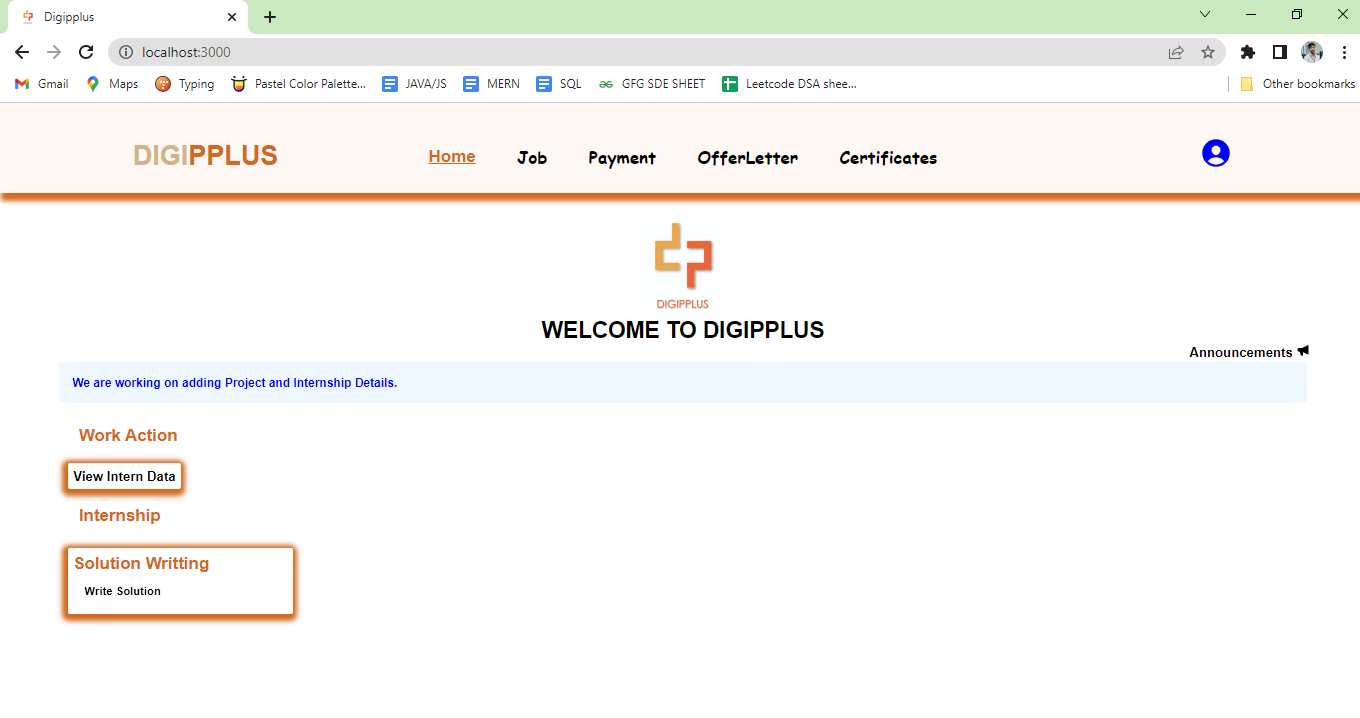 Digipplus
localhost:3000
Gmail Maps Typing Pastel Color Palette... JAVA/JS MERN SQL GFG SDE SHEET Leetcode DSA shee... Other bookmarks
DIGIPPLUS Home Job Payment OfferLetter Certificates
DIGIPPLUS
WELCOME TO DIGIPPLUS
Announcements
We are working on adding Project and Internship Details.
Work Action
View Intern Data
Internship
Solution Writting
Write Solution